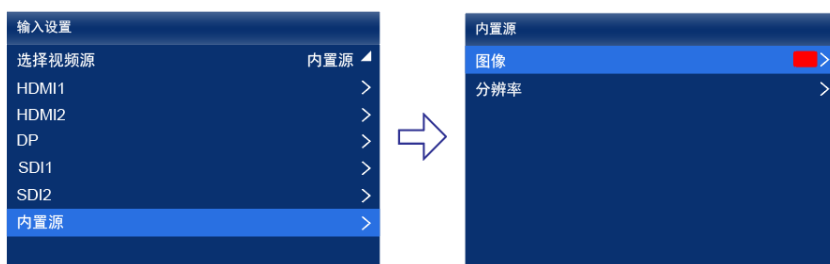 输入设置
选择视频源 内置源
HDMI1
HDMI2
DP
SDI1
SDI2
内置源
内置源
图像
分辨率